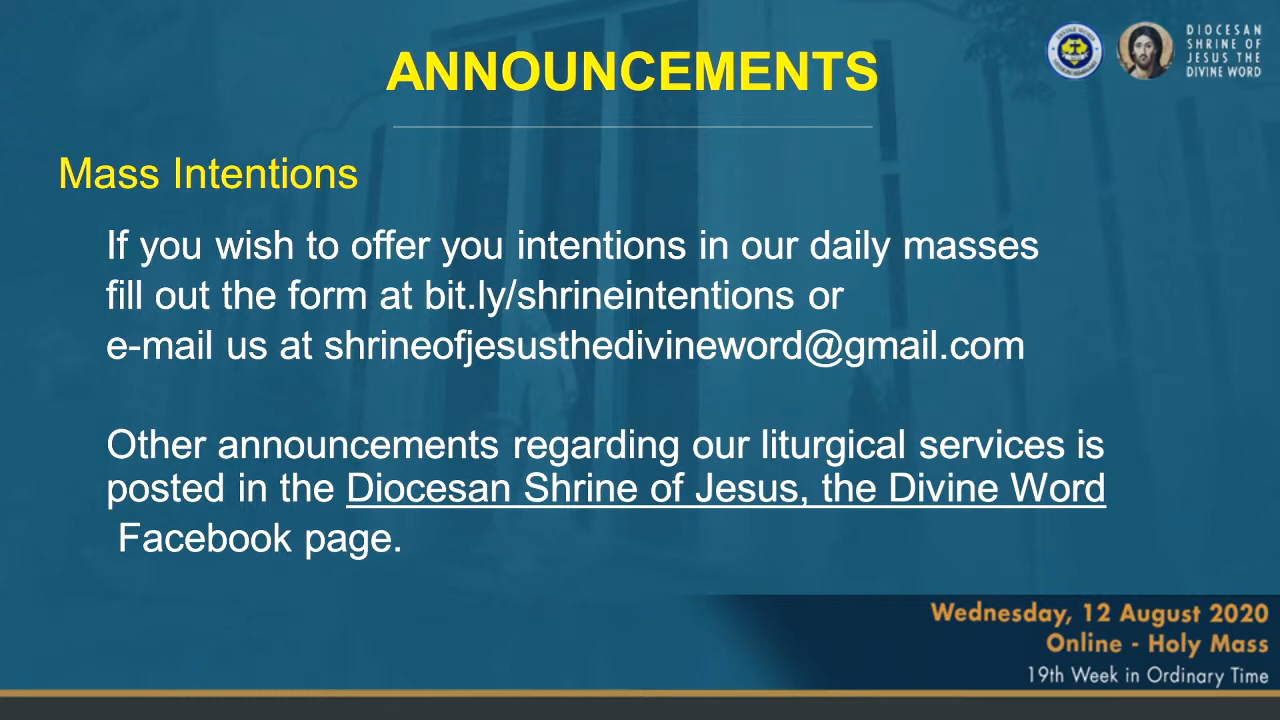 ANNOUNCEMENTS
DIOCESAN
SHRINE OF
JESUS THE
DIVINE WORD
Mass Intentions
If you wish to offer you intentions in our daily masses
fill out the form at bit.ly/shrineintentions or
e-mail us at shrineofjesusthedivineword@gmail.com
Other announcements regarding our liturgical services is
posted in the Diocesan Shrine of Jesus, the Divine Word
Facebook page.
Wednesday, 12 August 2020
Online - Holy Mass
19th Week in Ordinary Time